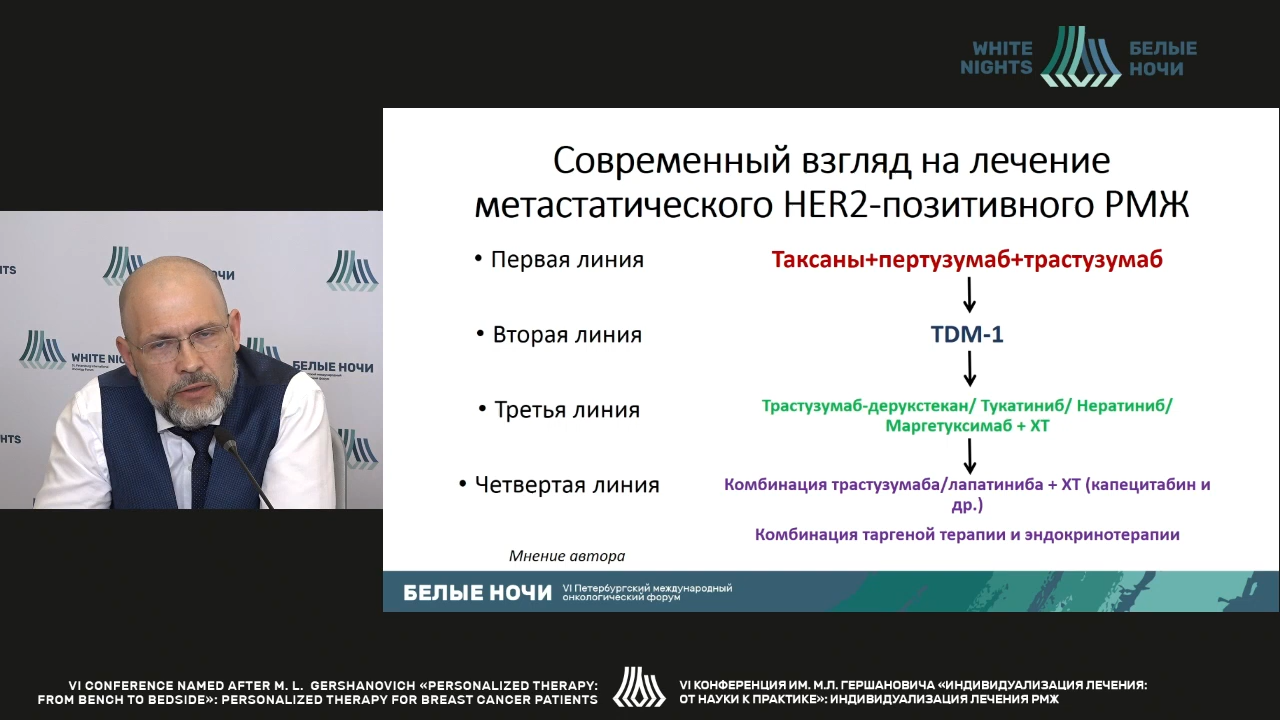 WHITE
NIGHTS
БЕЛЫЕ
НОЧИ
Современный взгляд на лечение
метастатического HER2-позитивного РМЖ
• Первая линия
Таксаны+пертузумаб+трастузумаб
• Вторая линия
TDM-1
• Третья линия
Трастузумаб-дерукстекан/ Тукатиниб/ Нератиниб/
Маргетуксимаб + ХТ
• Четвертая линия
Комбинация трастузумаба/лапатиниба + ХТ (капецитабин и
др.)
Комбинация таргеной терапии и эндокринотерапии
Мнение автора
БЕЛЫЕ НОЧИ
VI Петербургский международный
онкологический форум
WHITE NIG
БЕЛЫЕ НОЧИ
VI CONFERENCE NAMED AFTER M. L. GERSHANOVICH «PERSONALIZED THERAPY:
FROM BENCH TO BEDSIDE»: PERSONALIZED THERAPY FOR BREAST CANCER PATIENTS
VI КОНФЕРЕНЦИЯ ИМ. М.Л. ГЕРШАНОВИЧА «ИНДИВИДУАЛИЗАЦИЯ ЛЕЧЕНИЯ:
ОТ НАУКИ К ПРАКТИКЕ»: ИНДИВИДУАЛИЗАЦИЯ ЛЕЧЕНИЯ РМЖ